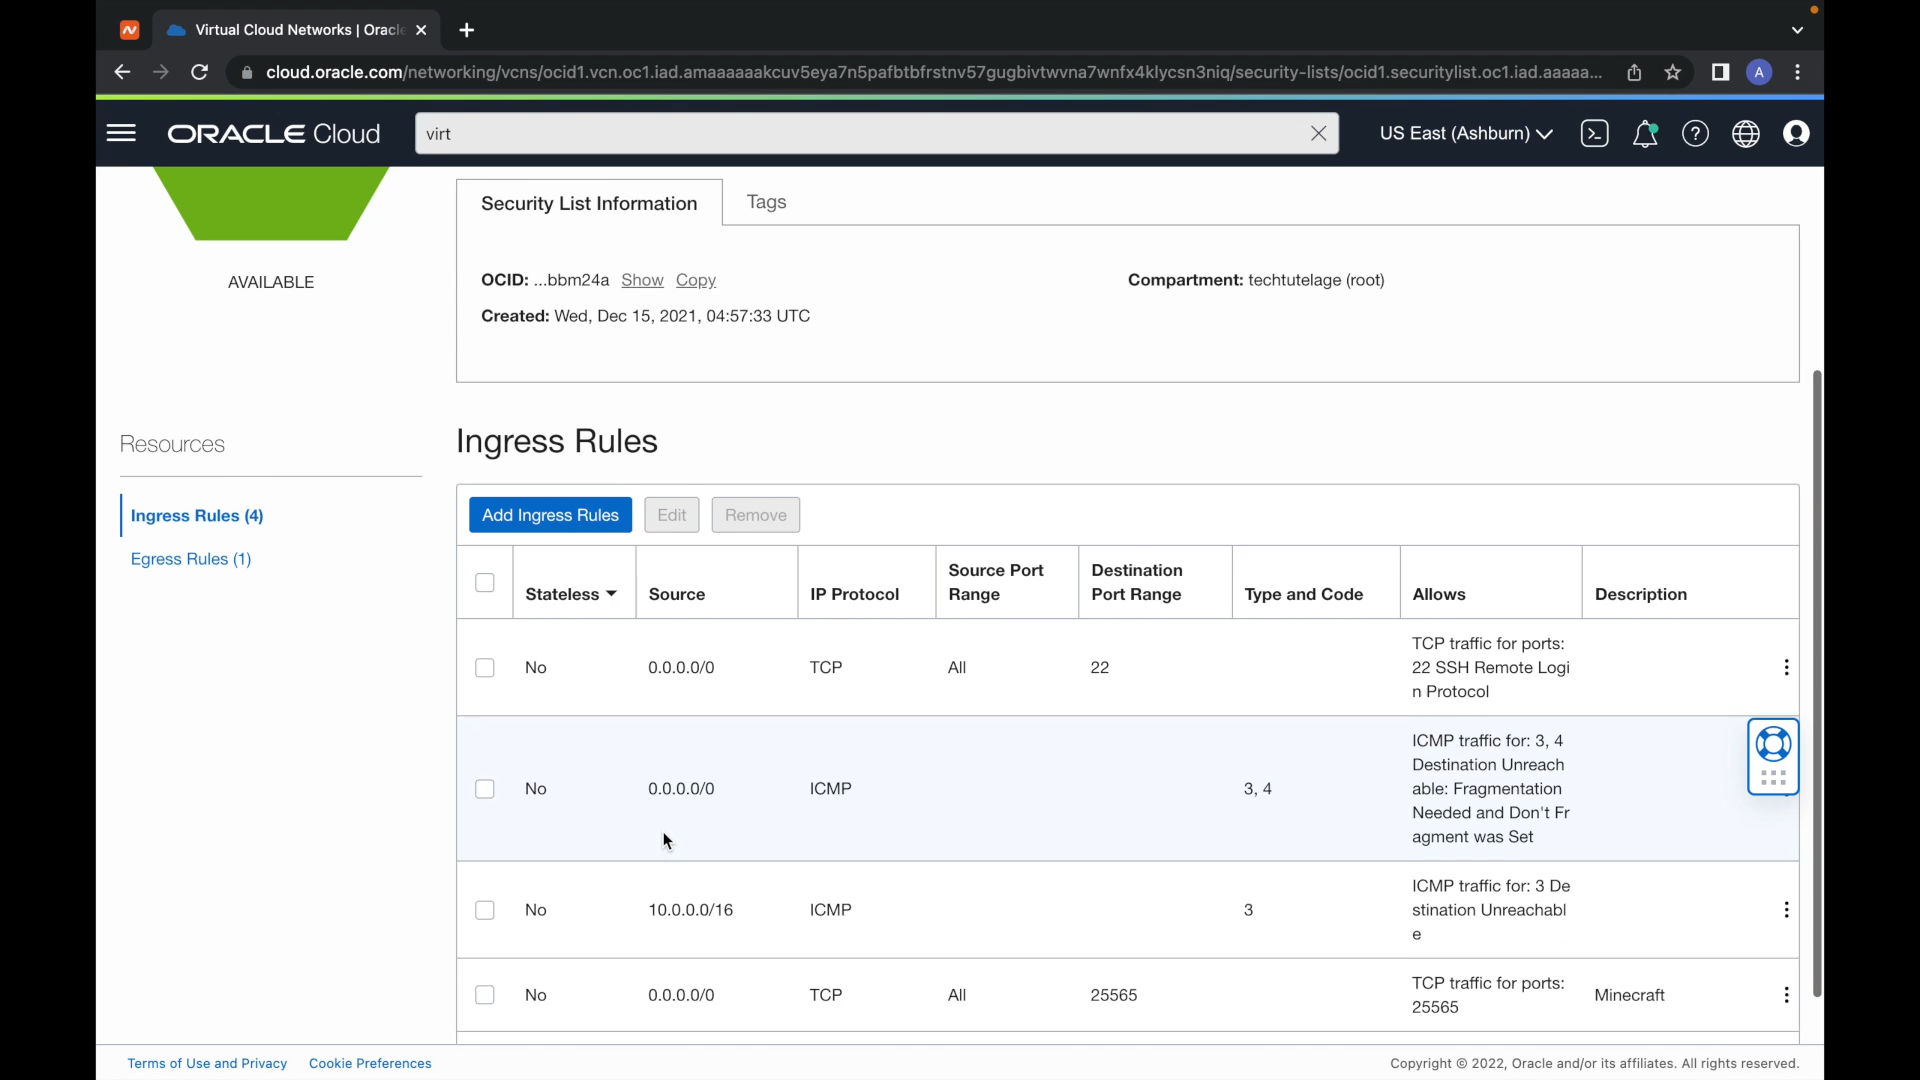 Virtual Cloud Networks | Oracle
cloud.oracle.com/networking/vcns/ocid1.vcn.oc1.iad.amaaaaaakcuv5eya7n5pafbtbfrstnv57gugbivtwvna7wnfx4klycsn3niq/security-lists/ocid1.securitylist.oc1.iad.aaaaa...
A
ORACLE Cloud
virt
US East (Ashburn)
Security List Information
Tags
AVAILABLE
OCID: ...bbm24a Show Copy
Compartment: techtutelage (root)
Created: Wed, Dec 15, 2021, 04:57:33 UTC
Resources
Ingress Rules (4)
Egress Rules (1)
Ingress Rules
Add Ingress Rules Edit Remove
Stateless Source IP Protocol Source Port Range Destination Port Range Type and Code Allows Description
No 0.0.0.0/0 TCP All 22
TCP traffic for ports:
22 SSH Remote Logi
n Protocol
No 0.0.0.0/0 ICMP 3, 4
ICMP traffic for: 3, 4
Destination Unreach
able: Fragmentation
Needed and Don't Fr
agment was Set
No 10.0.0.0/16 ICMP 3
ICMP traffic for: 3 De
stination Unreachabl
e
No 0.0.0.0/0 TCP All 25565
TCP traffic for ports:
25565
Minecraft
Terms of Use and Privacy Cookie Preferences
Copyright © 2022, Oracle and/or its affiliates. All rights reserved.